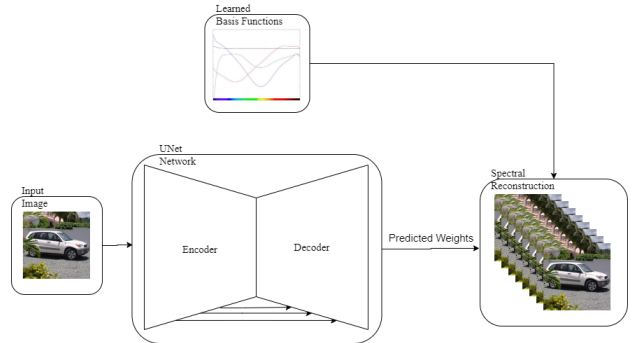 Learned
Basis Functions
UNet
Network
Input
Image
Encoder
Decoder
Predicted Weights
Spectral
Reconstruction